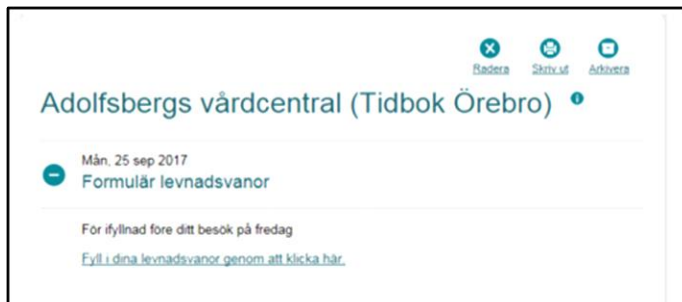 Radera Skriv ut Arkivera
Adolfsbergs vårdcentral (Tidbok Örebro) i
Mån, 25 sep 2017
Formulär levnadsvanor
För ifyllnad före ditt besök på fredag
Fyll i dina levnadsvanor genom att klicka här.